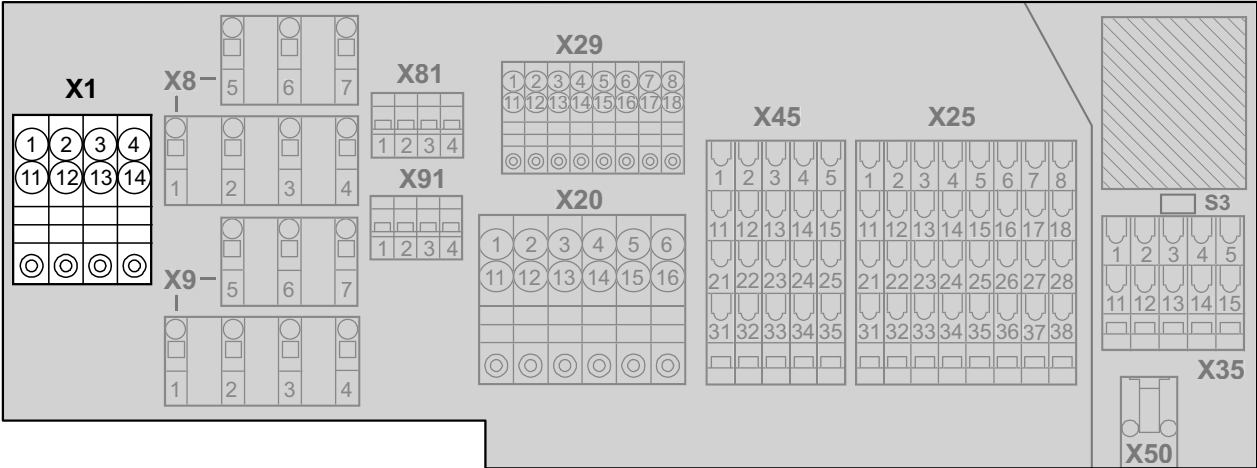 X1
1 2 3 4
11 12 13 14
X8
5 6 7
1 2 3 4
X9
5 6 7
1 2 3 4
X81
1 2 3 4
X91
1 2 3 4
X29
1 2 3 4 5 6 7 8
11 12 13 14 15 16 17 18
X20
1 2 3 4 5 6
11 12 13 14 15 16
X45
1 2 3 4 5
11 12 13 14 15
21 22 23 24 25
31 32 33 34 35
X25
1 2 3 4 5 6 7 8
11 12 13 14 15 16 17 18
21 22 23 24 25 26 27 28
31 32 33 34 35 36 37 38
S3
1 2 3 4 5
11 12 13 14 15
X35
X50